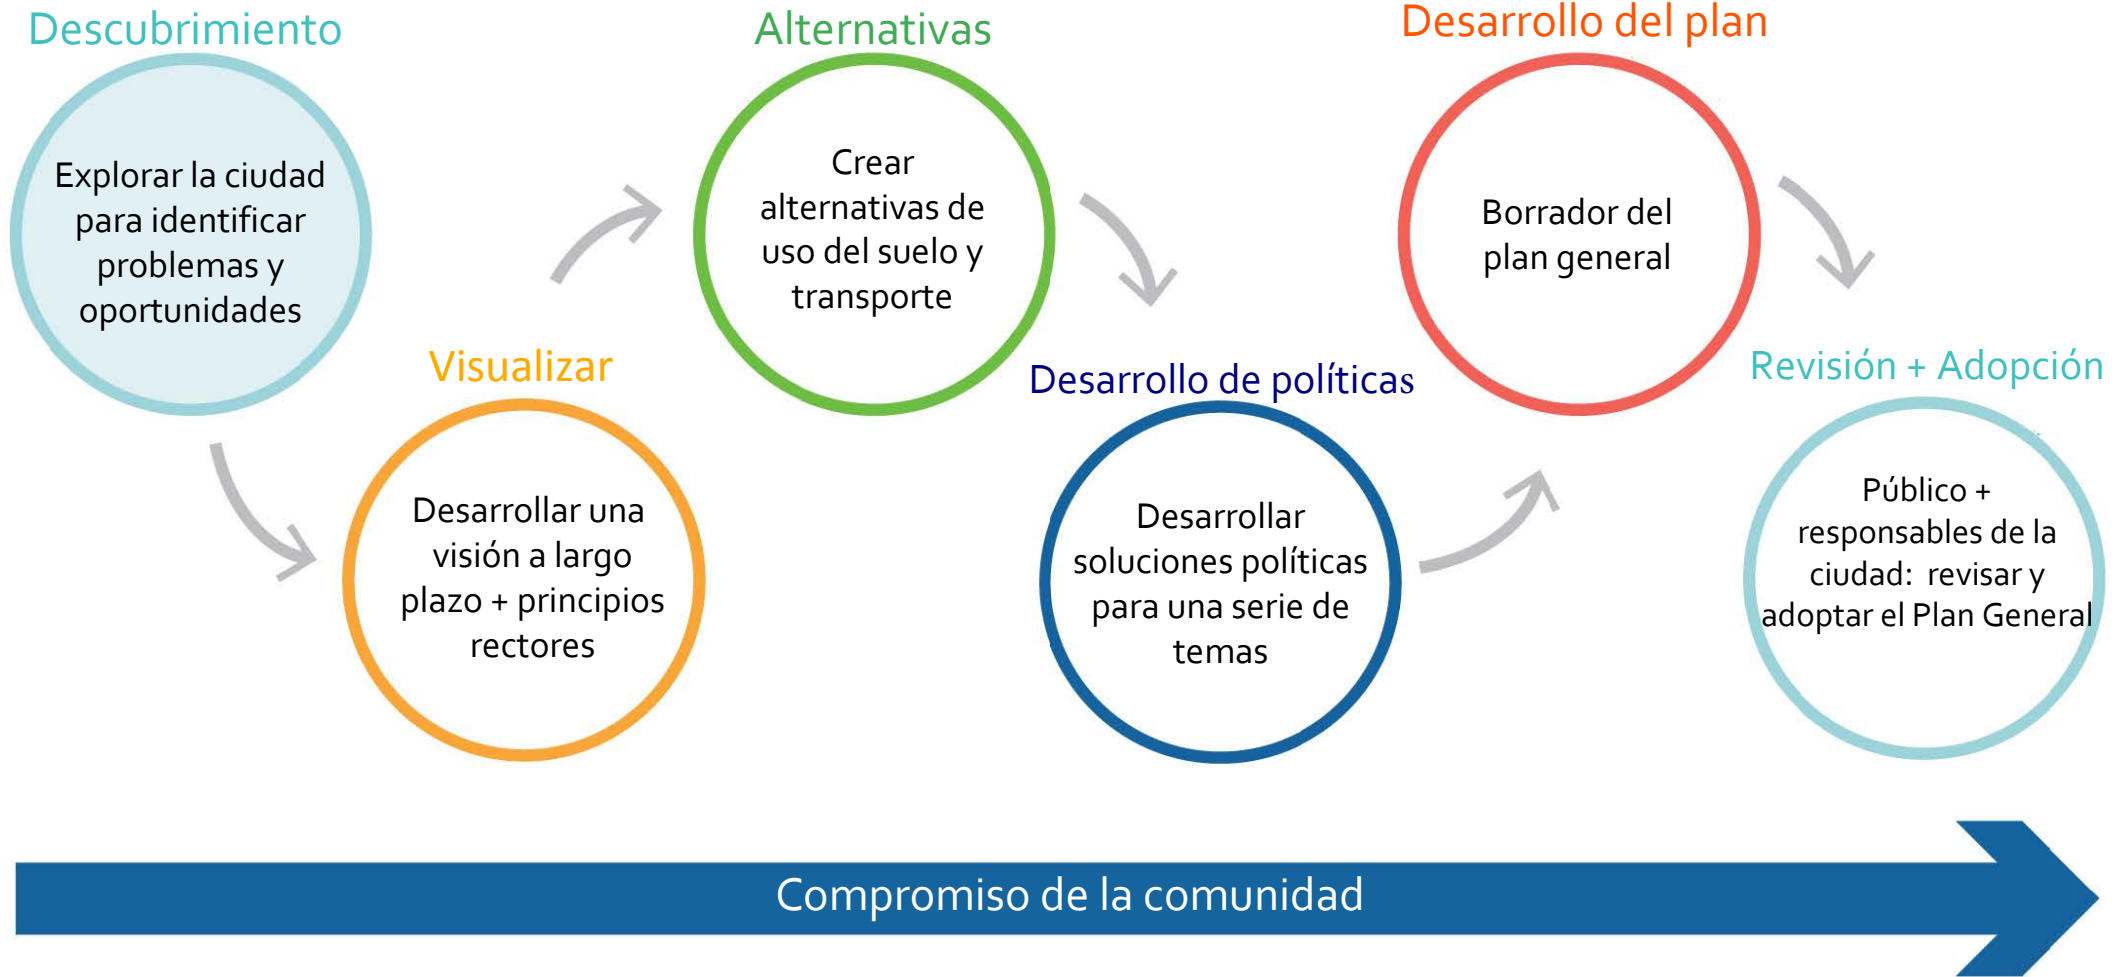 Descubrimiento
Explorar la ciudad
para identificar
problemas y
oportunidades
Visualizar
Desarrollar una
visión a largo
plazo + principios
rectores
Alternativas
Crear
alternativas de
uso del suelo y
transporte
Desarrollo de políticas
Desarrollar
soluciones políticas
para una serie de
temas
Desarrollo del plan
Borrador del
plan general
Revisión + Adopción
Público +
responsables de la
ciudad:  revisar y
adoptar el Plan General
Compromiso de la comunidad